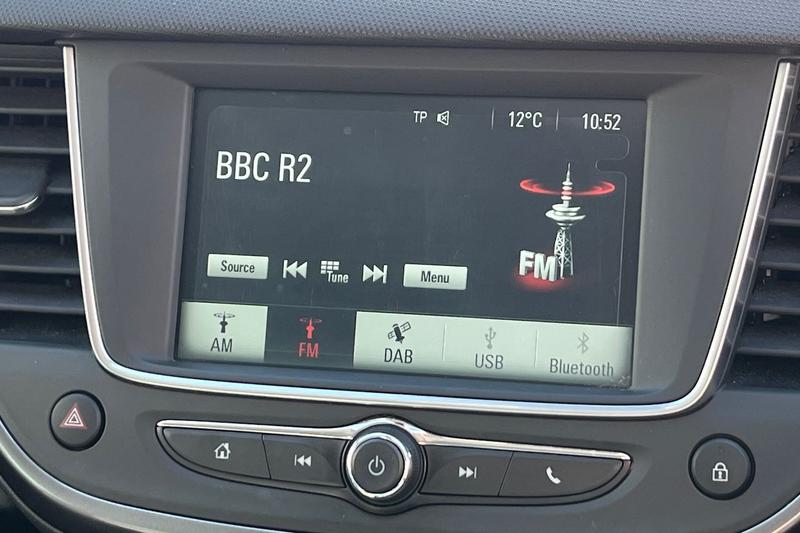 TP 12°C 10:52
BBC R2
FM
Source Tune Menu
AM FM DAB USB Bluetooth